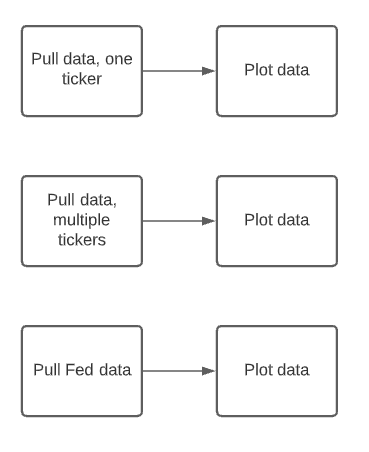 Pull data, one
ticker
Plot data
Pull data,
multiple
tickers
Plot data
Pull Fed data
Plot data